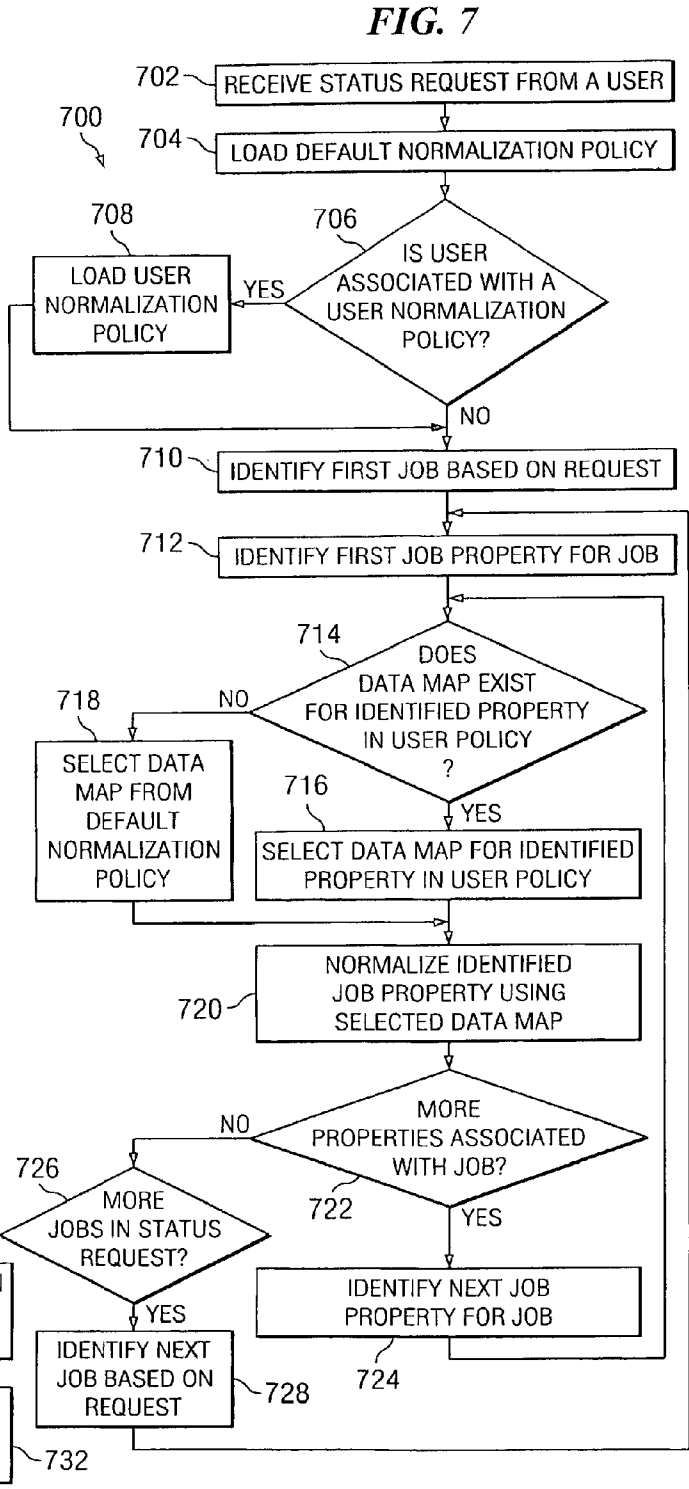 FIG. 7
702
RECEIVE STATUS REQUEST FROM A USER
700
704
LOAD DEFAULT NORMALIZATION POLICY
708
706
LOAD USER
NORMALIZATION
POLICY
YES
IS USER
ASSOCIATED WITH A
USER NORMALIZATION
POLICY?
NO
710
IDENTIFY FIRST JOB BASED ON REQUEST
712
IDENTIFY FIRST JOB PROPERTY FOR JOB
714
DOES
DATA MAP EXIST
FOR IDENTIFIED PROPERTY
IN USER POLICY
?
NO
718
SELECT DATA
MAP FROM
DEFAULT
NORMALIZATION
POLICY
716
YES
SELECT DATA MAP FOR IDENTIFIED
PROPERTY IN USER POLICY
720
NORMALIZE IDENTIFIED
JOB PROPERTY USING
SELECTED DATA MAP
NO
MORE
PROPERTIES ASSOCIATED
WITH JOB?
722
YES
726
MORE
JOBS IN STATUS
REQUEST?
YES
IDENTIFY NEXT JOB
PROPERTY FOR JOB
724
IDENTIFY NEXT
JOB BASED ON
REQUEST
728
N
732